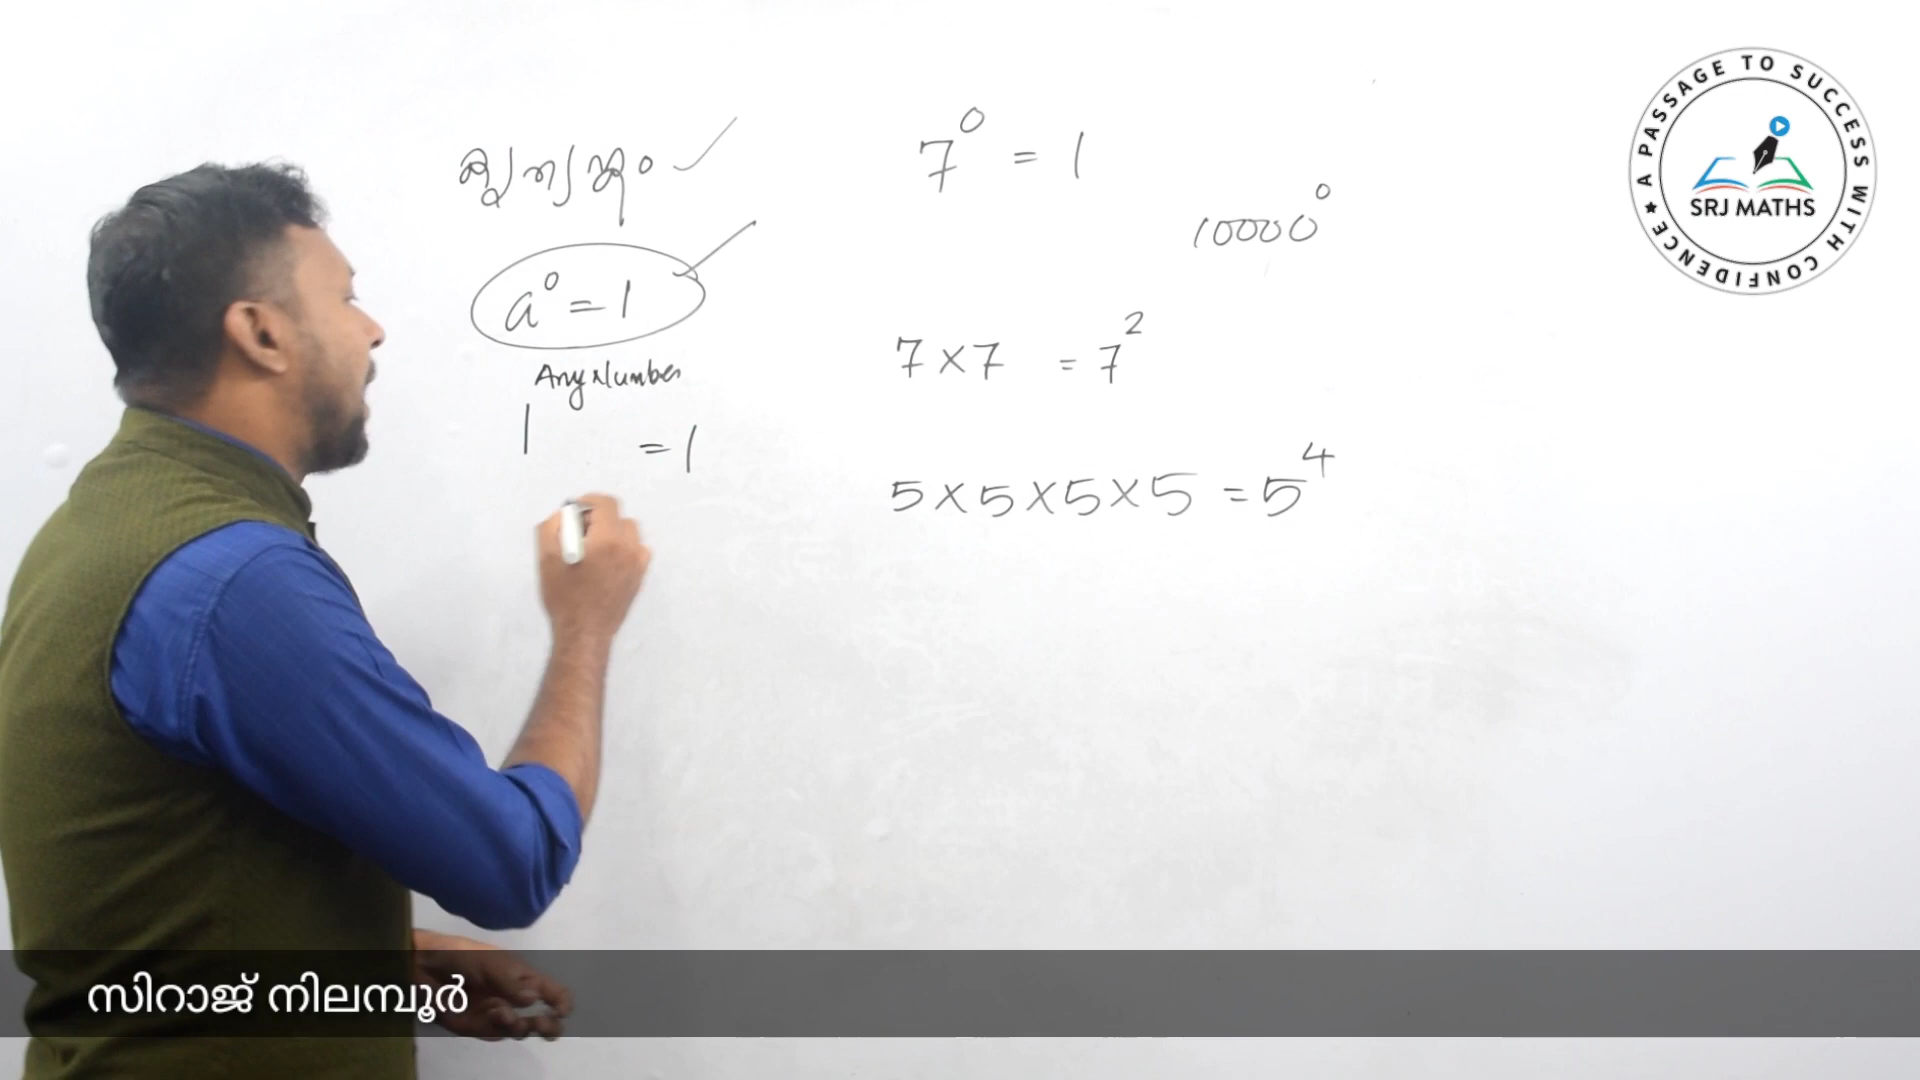 കൃത്യങ്കം
a⁰ = 1
Any Number
1 = 1
7⁰ = 1
10000⁰
7 × 7 = 7²
5 × 5 × 5 × 5 = 5⁴
A PASSAGE TO SUCCESS WITH CONFIDENCE
SRJ MATHS
സിറാജ് നിലമ്പൂർ